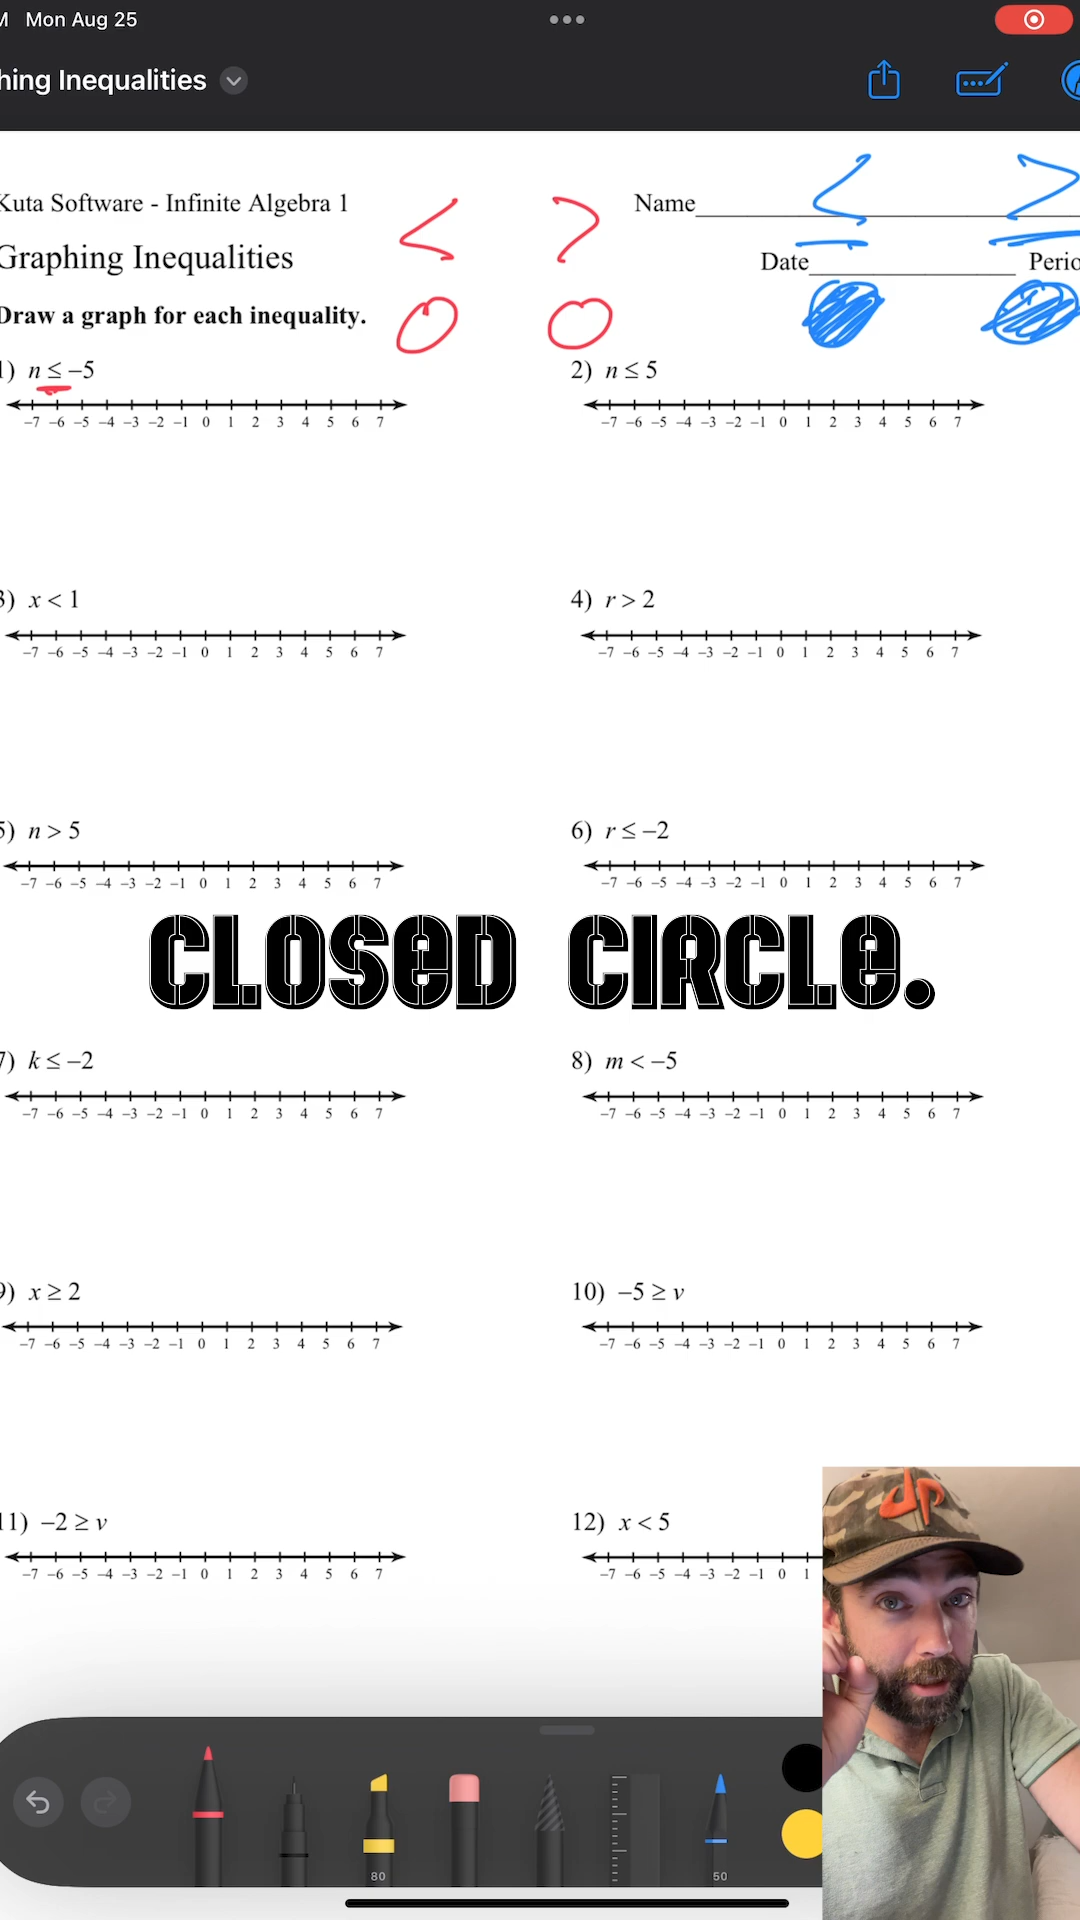 M Mon Aug 25
hing Inequalities
< > < >
Kuta Software - Infinite Algebra 1
Name
Graphing Inequalities
Date Perio
Draw a graph for each inequality.
1) n ≤ −5
2) n ≤ 5
−7 −6 −5 −4 −3 −2 −1 0 1 2 3 4 5 6 7
−7 −6 −5 −4 −3 −2 −1 0 1 2 3 4 5 6 7
3) x < 1
4) r > 2
−7 −6 −5 −4 −3 −2 −1 0 1 2 3 4 5 6 7
−7 −6 −5 −4 −3 −2 −1 0 1 2 3 4 5 6 7
5) n > 5
6) r ≤ −2
−7 −6 −5 −4 −3 −2 −1 0 1 2 3 4 5 6 7
−7 −6 −5 −4 −3 −2 −1 0 1 2 3 4 5 6 7
CLOSED CIRCLE.
7) k ≤ −2
8) m < −5
−7 −6 −5 −4 −3 −2 −1 0 1 2 3 4 5 6 7
−7 −6 −5 −4 −3 −2 −1 0 1 2 3 4 5 6 7
9) x ≥ 2
10) −5 ≥ v
−7 −6 −5 −4 −3 −2 −1 0 1 2 3 4 5 6 7
−7 −6 −5 −4 −3 −2 −1 0 1 2 3 4 5 6 7
11) −2 ≥ v
12) x < 5
−7 −6 −5 −4 −3 −2 −1 0 1 2 3 4 5 6 7
−7 −6 −5 −4 −3 −2 −1 0 1
80
50